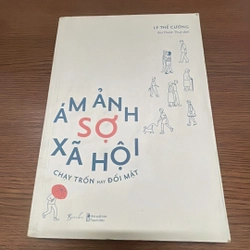 LÝ THẾ CƯỜNG
ÁM ẢNH
SỢ
XÃ HỘI
CHẠY TRỐN HAY ĐỐI MẶT